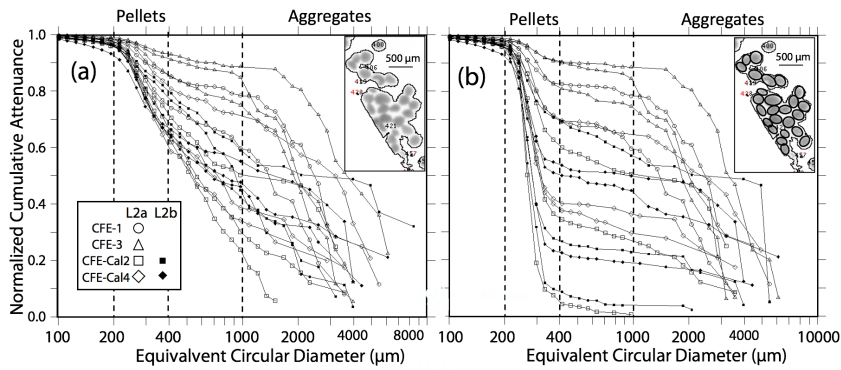 Pellets Aggregates
Pellets Aggregates
Normalized Cumulative Attenuance
1.0
0.8
0.6
0.4
0.2
0.0
(a)
500 µm
L2a L2b
CFE-1
CFE-3
CFE-Cal2
CFE-Cal4
100 200 400 1000 2000 4000 8000
Equivalvent Circular Diameter (µm)
(b)
500 µm
100 200 400 1000 2000 4000 10000
Equivalvent Circular Diameter (µm)